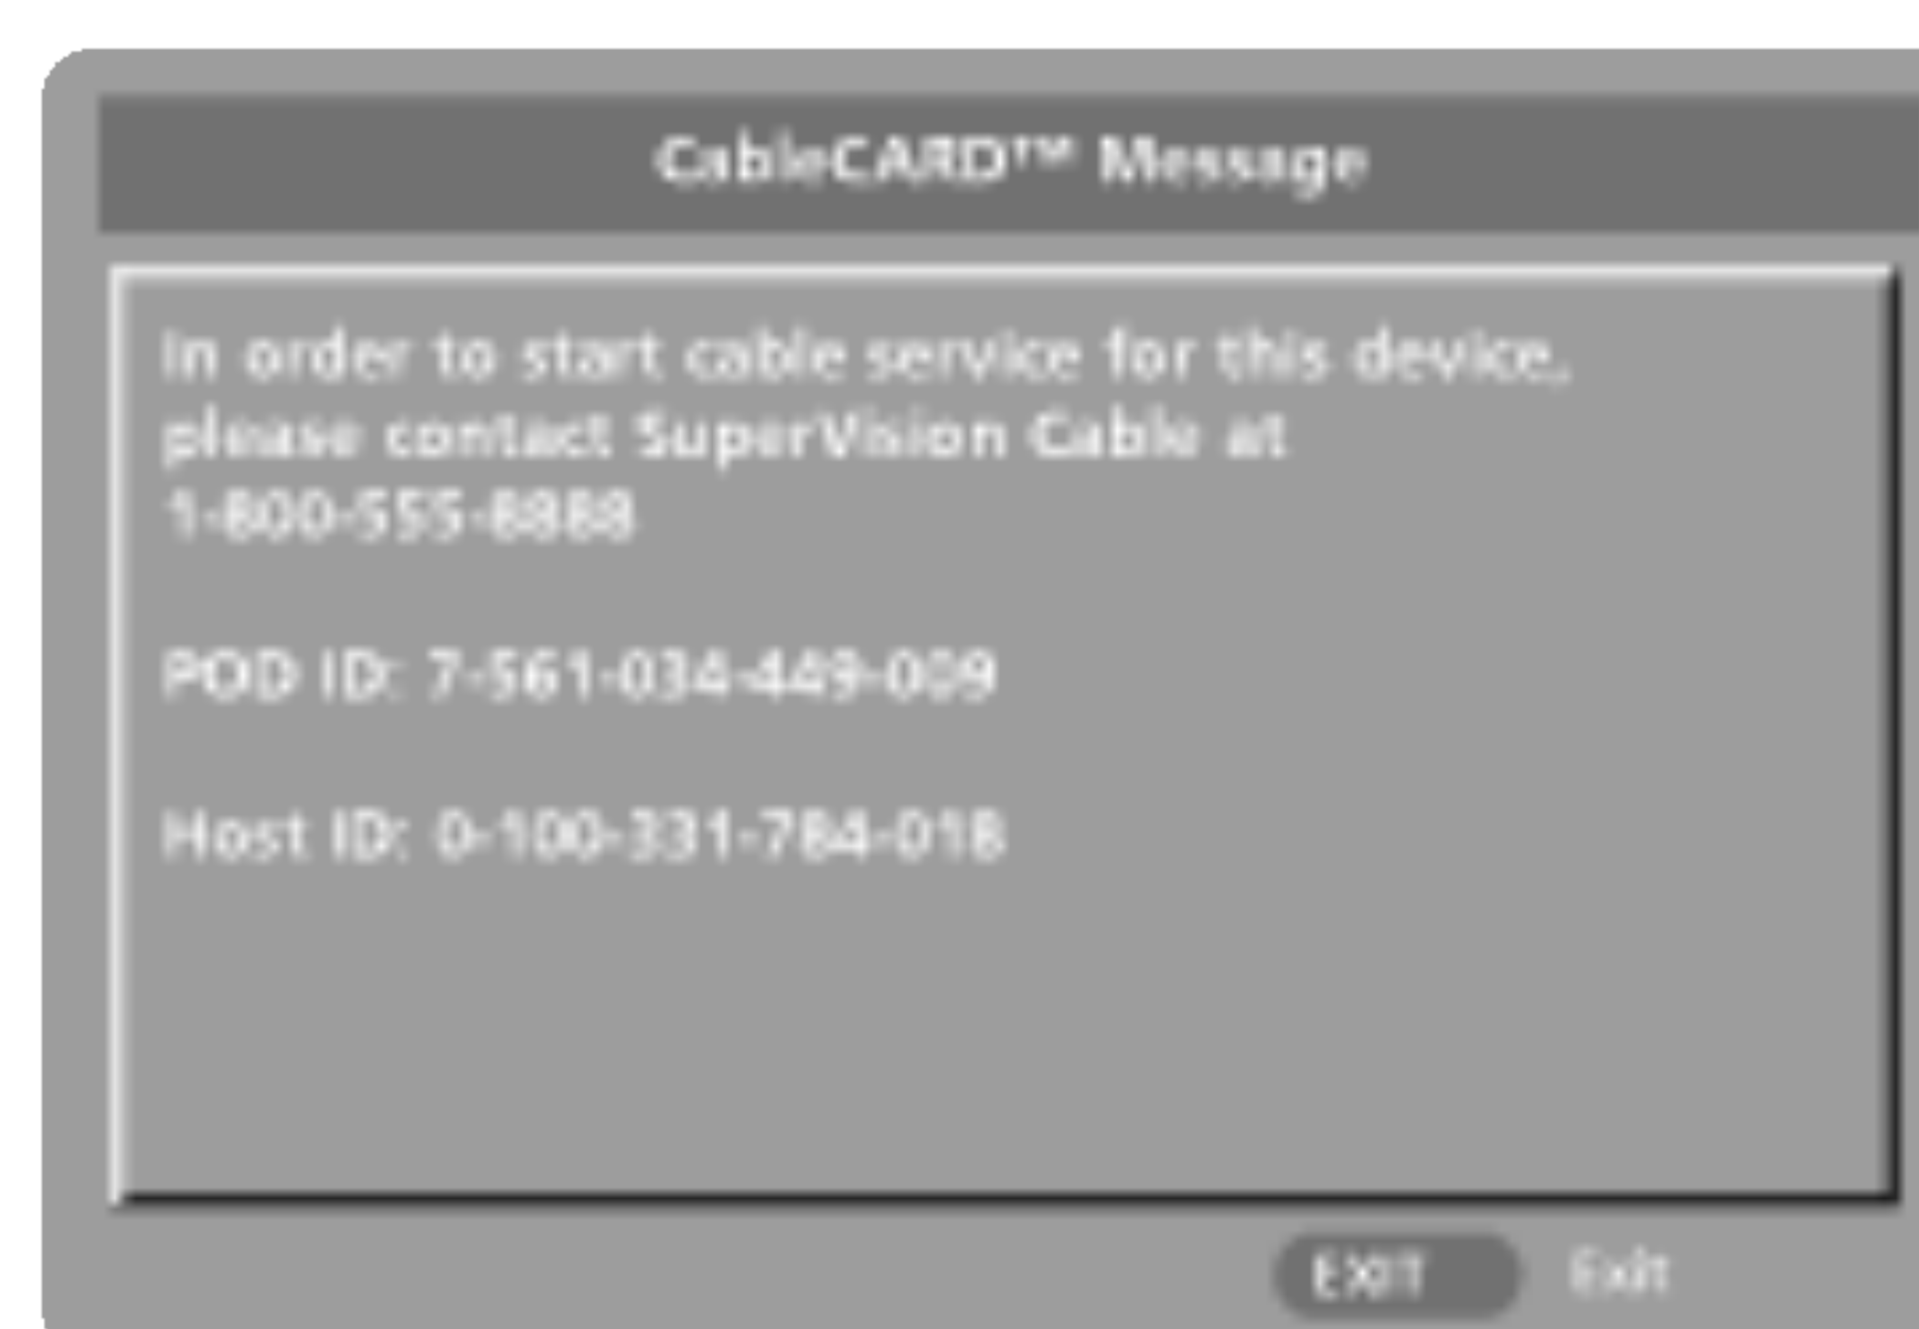 CableCARD™ Message
In order to start cable service for this device,
please contact SuperVision Cable at
1-800-555-8888
POD ID: 7-561-034-449-009
Host ID: 0-100-331-784-018
EXIT Exit